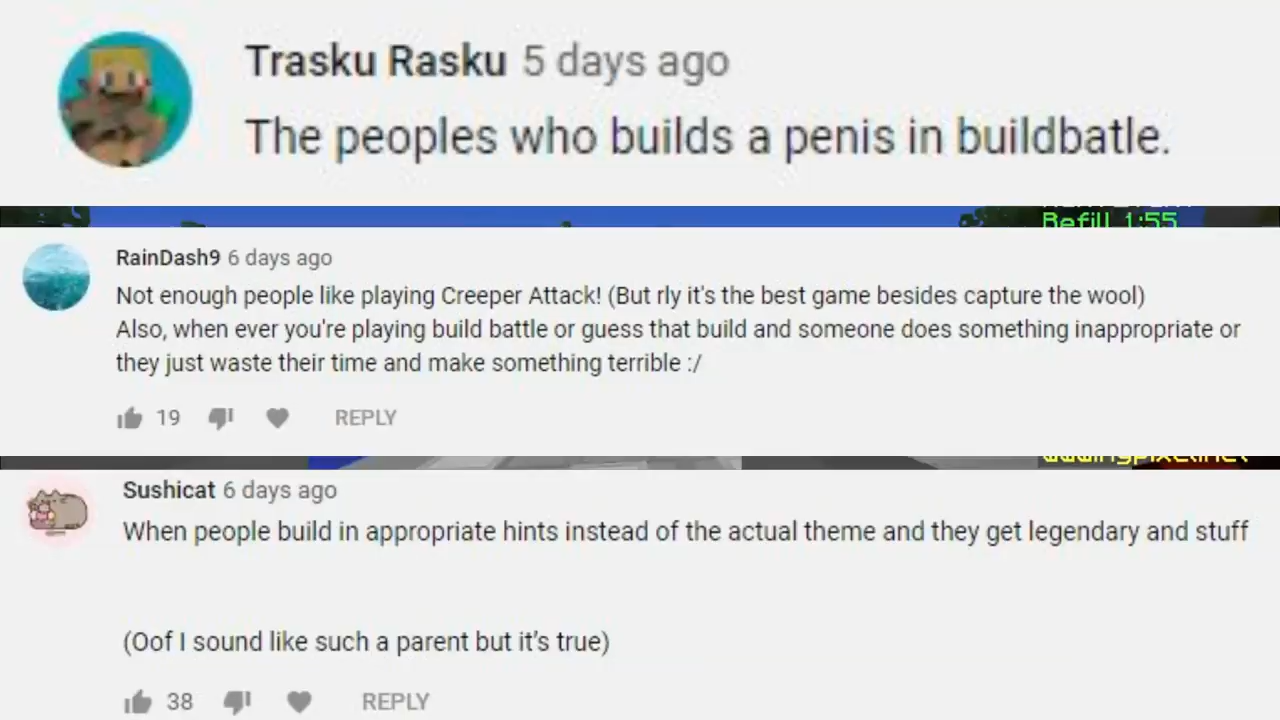 Trasku Rasku 5 days ago
The peoples who builds a penis in buildbatle.
Refill 1:55
RainDash9 6 days ago
Not enough people like playing Creeper Attack! (But rly it's the best game besides capture the wool)
Also, when ever you're playing build battle or guess that build and someone does something inappropriate or
they just waste their time and make something terrible :/
19 REPLY
Sushicat 6 days ago
When people build in appropriate hints instead of the actual theme and they get legendary and stuff
(Oof I sound like such a parent but it’s true)
38 REPLY